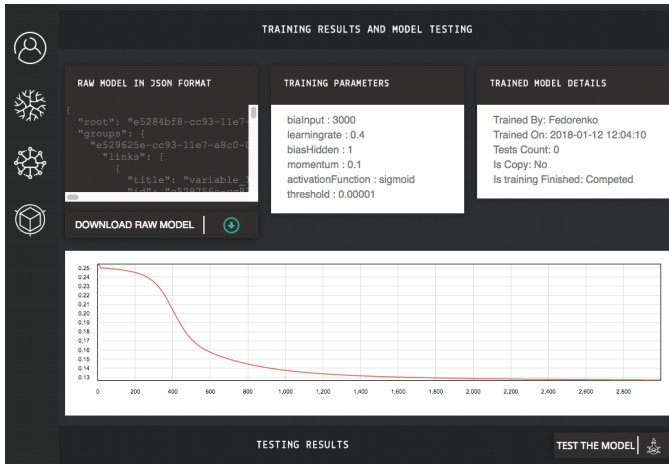 TRAINING RESULTS AND MODEL TESTING
RAW MODEL IN JSON FORMAT
{
"root": "e5284bf8-cc93-11e7-
"groups": {
"e529625e-cc93-11e7-a8c0-0
"links": [
{
"title": "variable_
"id":
DOWNLOAD RAW MODEL
TRAINING PARAMETERS
biaInput : 3000
learningrate : 0.4
biasHidden : 1
momentum : 0.1
activationFunction : sigmoid
threshold : 0.00001
TRAINED MODEL DETAILS
Trained By: Fedorenko
Trained On: 2018-01-12 12:04:10
Tests Count: 0
Is Copy: No
Is training Finished: Competed
0.25
0.24
0.23
0.22
0.21
0.20
0.19
0.18
0.17
0.16
0.15
0.14
0.13
0 200 400 600 800 1,000 1,200 1,400 1,600 1,800 2,000 2,200 2,400 2,600 2,800
TESTING RESULTS
TEST THE MODEL